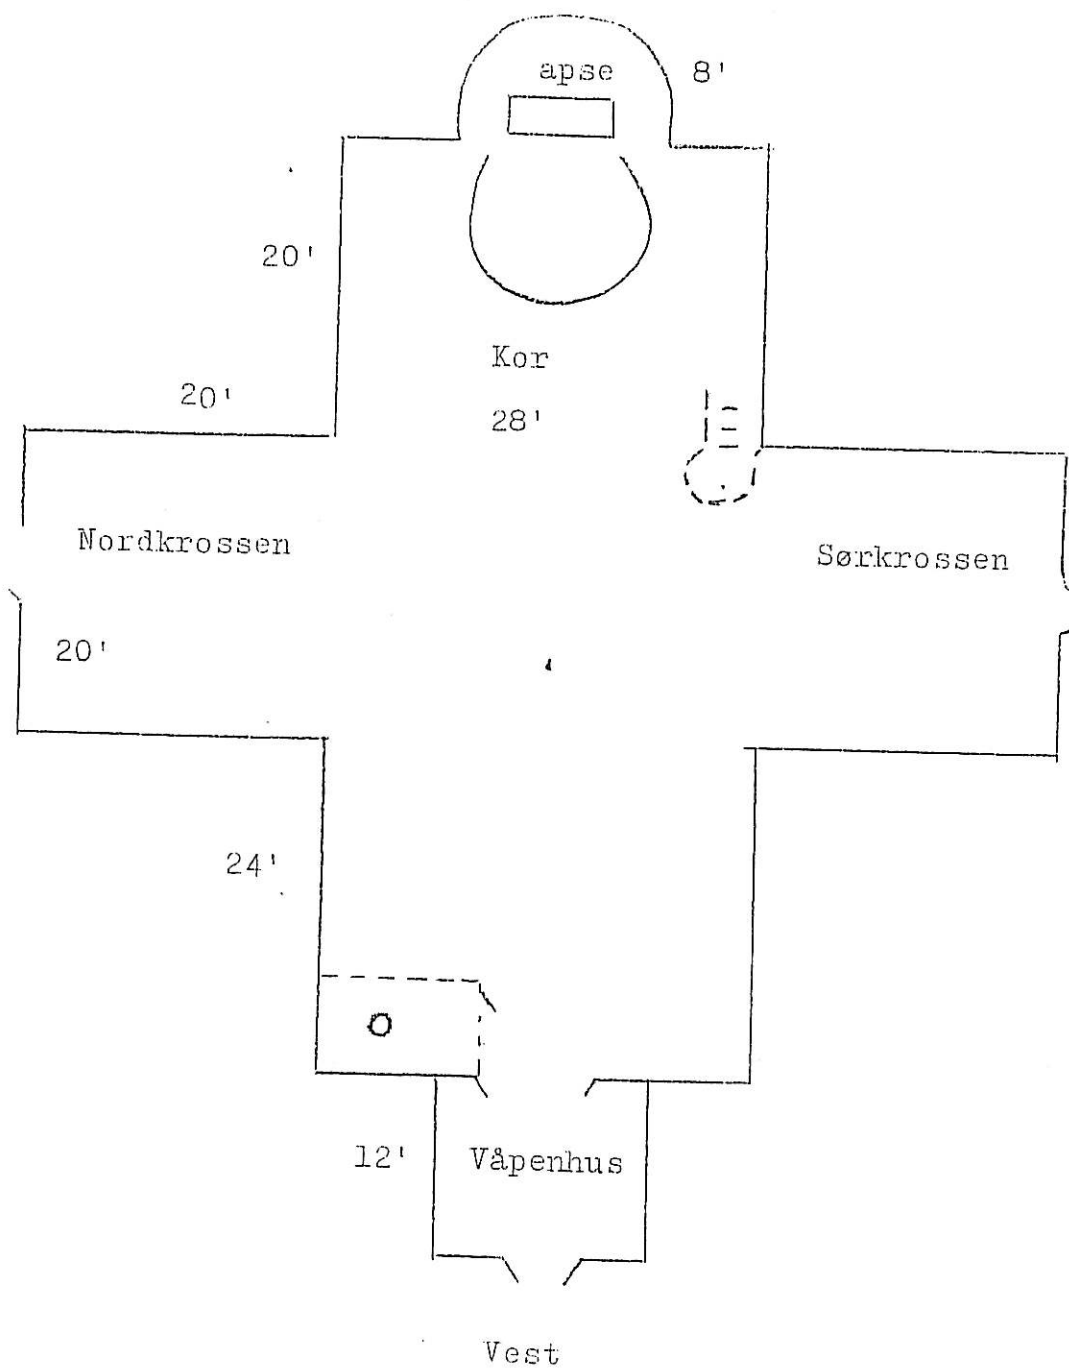 apse
8'
20'
Kor
20'
28'
Nordkrossen
Sørkrossen
20'
24'
12'
Våpenhus
Vest